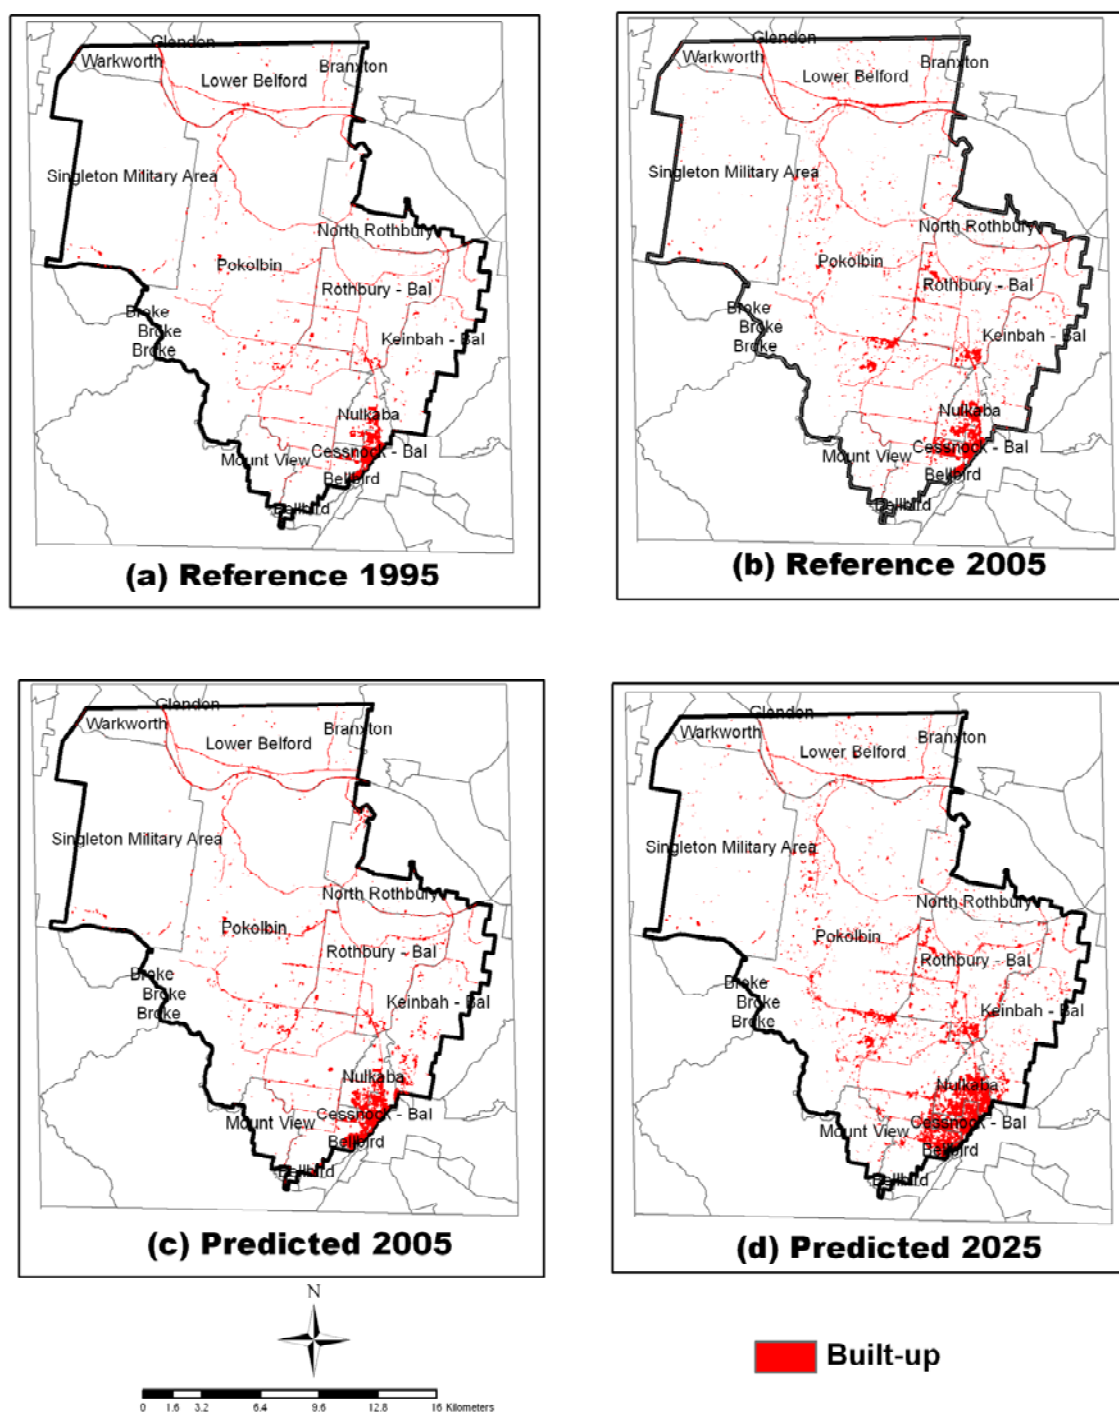 Glendon
Warkworth
Lower Belford
Branxton
Singleton Military Area
North Rothbury
Pokolbin
Rothbury - Bal
Broke
Broke
Broke
Keinbah - Bal
Nulkaba
Cessnock - Bal
Mount View
Bellbird
Bellbird
(a) Reference 1995
Glendon
Warkworth
Lower Belford
Branxton
Singleton Military Area
North Rothbury
Pokolbin
Rothbury - Bal
Broke
Broke
Broke
Keinbah - Bal
Nulkaba
Cessnock - Bal
Mount View
Bellbird
Bellbird
(b) Reference 2005
Glendon
Warkworth
Lower Belford
Branxton
Singleton Military Area
North Rothbury
Pokolbin
Rothbury - Bal
Broke
Broke
Broke
Keinbah - Bal
Nulkaba
Cessnock - Bal
Mount View
Bellbird
Bellbird
(c) Predicted 2005
Glendon
Warkworth
Lower Belford
Branxton
Singleton Military Area
North Rothbury
Pokolbin
Rothbury - Bal
Broke
Broke
Broke
Keinbah - Bal
Nulkaba
Cessnock - Bal
Mount View
Bellbird
Bellbird
(d) Predicted 2025
N
0 1.6 3.2 6.4 9.6 12.8 16 Kilometers
Built-up